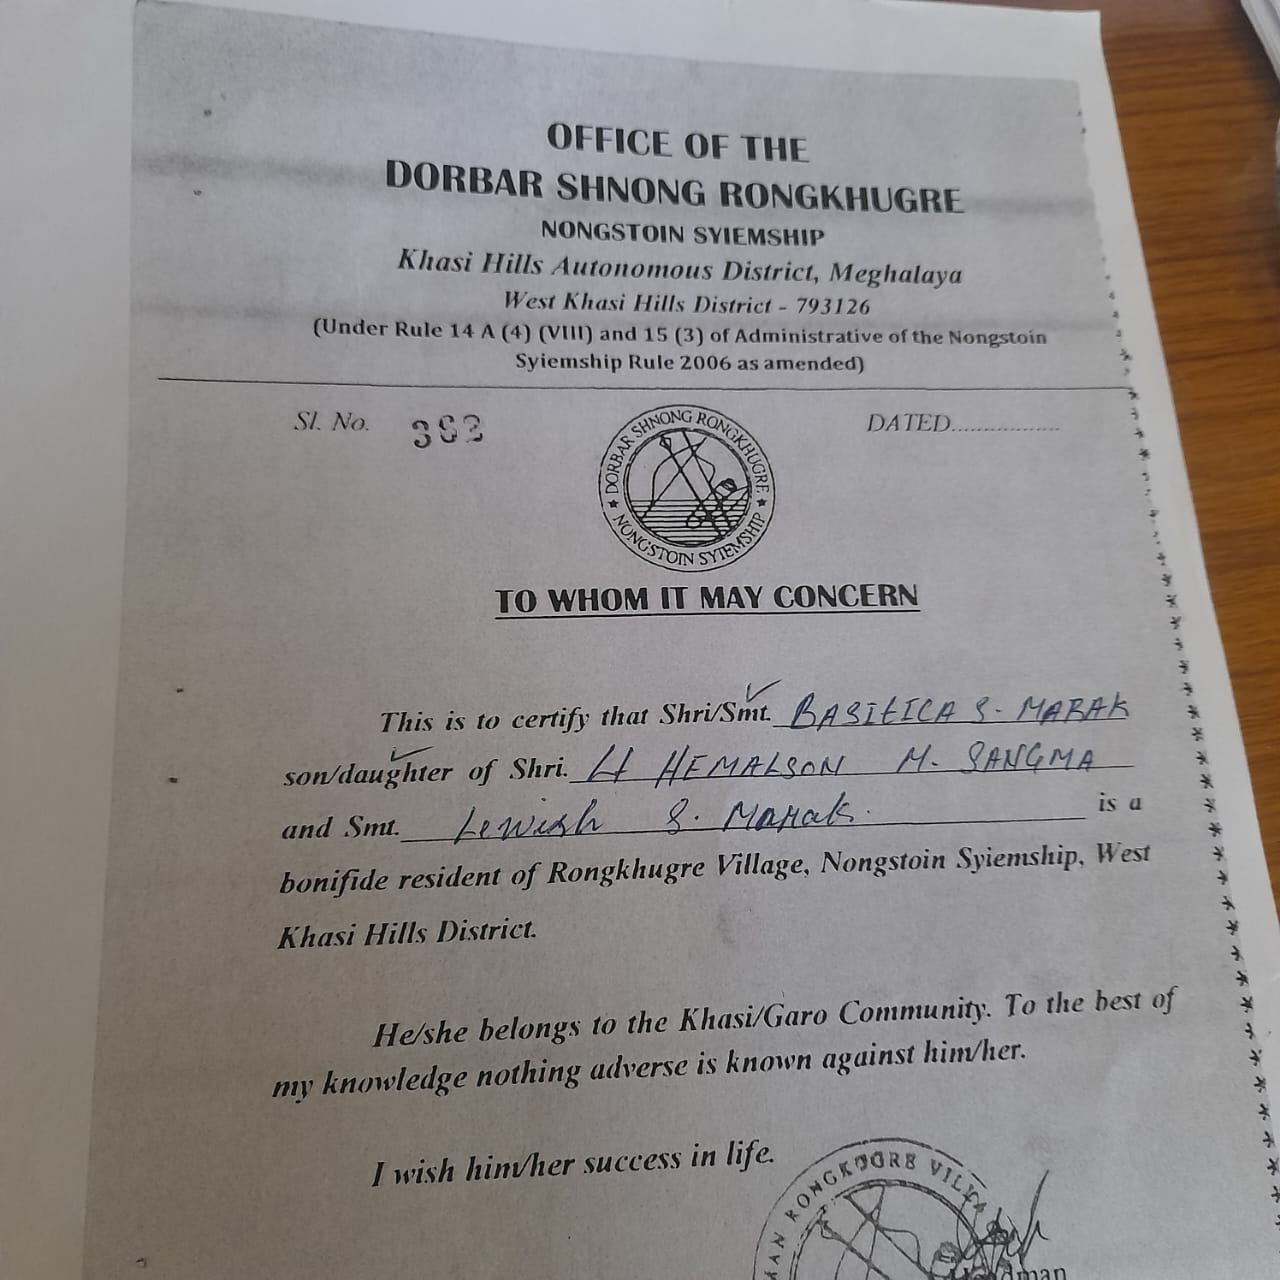 OFFICE OF THE
DORBAR SHNONG RONGKHUGRE
NONGSTOIN SYIEMSHIP
Khasi Hills Autonomous District, Meghalaya
West Khasi Hills District - 793126
(Under Rule 14 A (4) (VIII) and 15 (3) of Administrative of the Nongstoin
Syiemship Rule 2006 as amended)
Sl. No.
DATED..................
DORBAR SHNONG RONGKHUGRE
NONGSTOIN SYIEMSHIP
TO WHOM IT MAY CONCERN
This is to certify that Shri/Smt. BASILICA S. MARAK
son/daughter of Shri. HEMALSON M. SANGMA
and Smt. Lewish S. Marak. is a
bonifide resident of Rongkhugre Village, Nongstoin Syiemship, West
Khasi Hills District.
He/she belongs to the Khasi/Garo Community. To the best of
my knowledge nothing adverse is known against him/her.
I wish him/her success in life.
RONGKUGRE